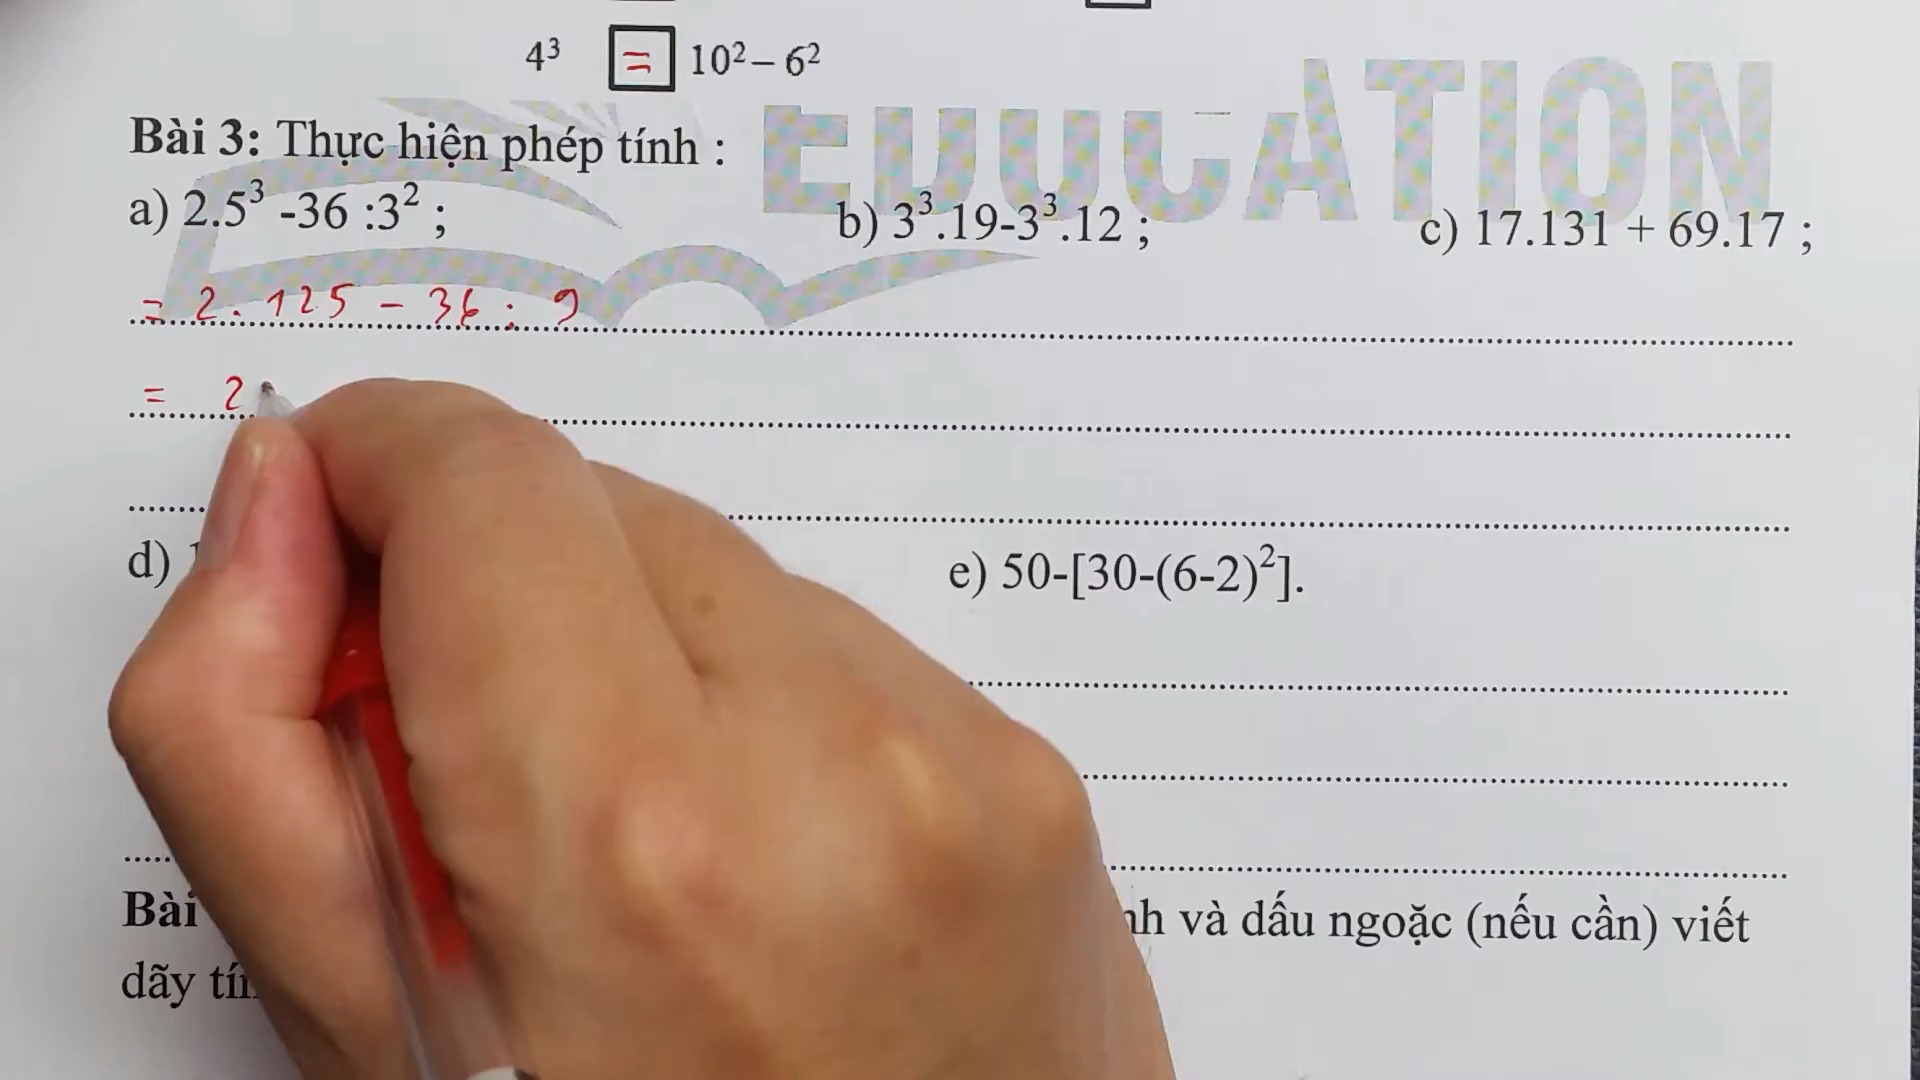 4³ = 10² – 6²
EDUCATION
Bài 3: Thực hiện phép tính :
a) 2.5³ -36 :3² ; b) 3³.19-3³.12 ; c) 17.131 + 69.17 ;
= 2. 125 - 36 : 9
= 2
d) e) 50-[30-(6-2)²].
Bài và dấu ngoặc (nếu cần) viết
dãy